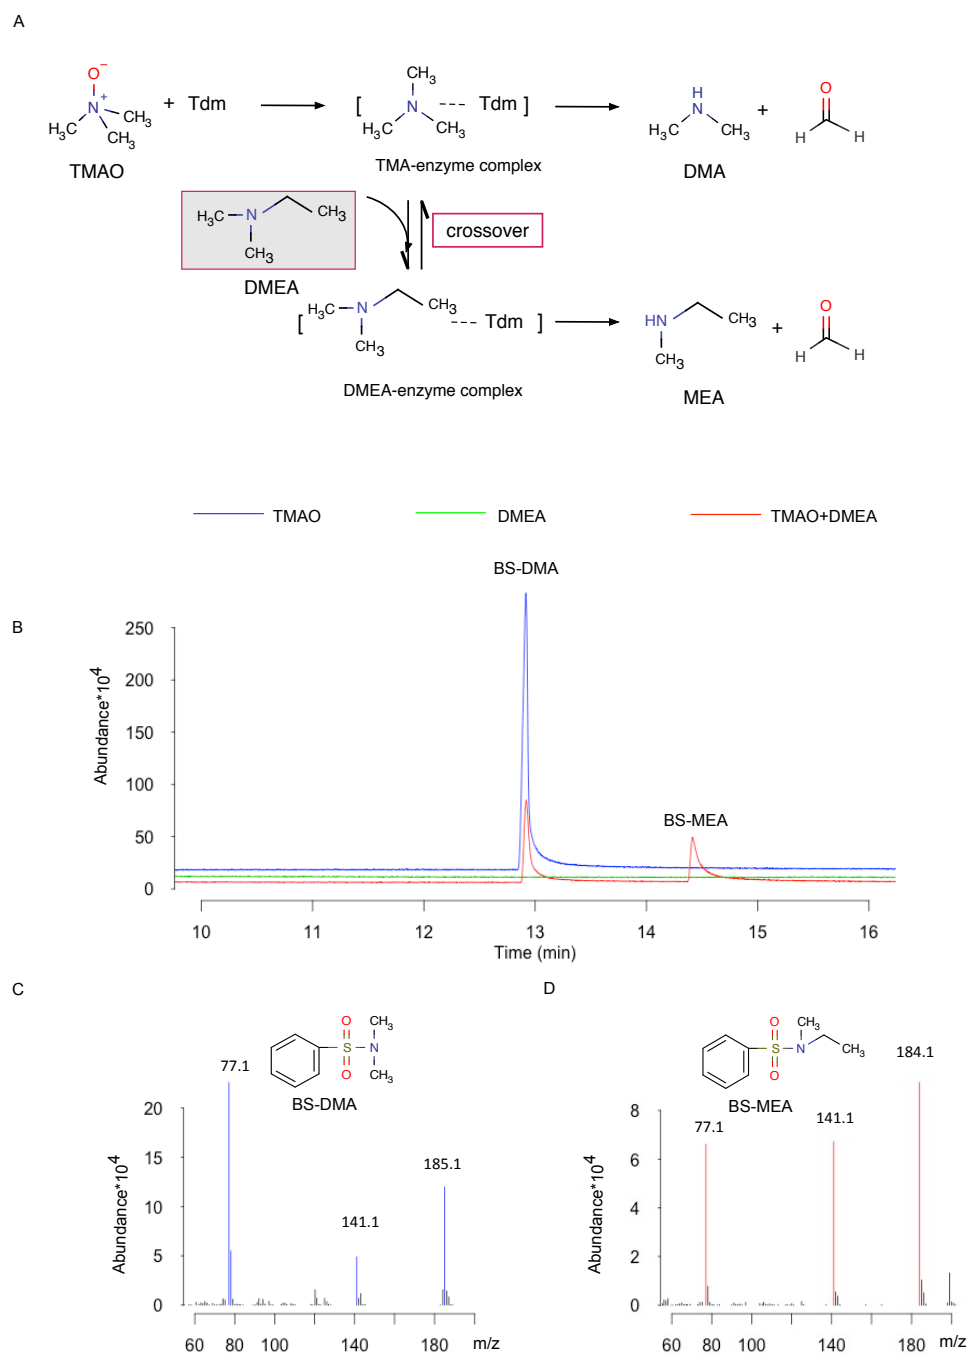 A
O−
N+
H3C
CH3
CH3
TMAO
+ Tdm
[
CH3
N
H3C
CH3
--- Tdm ]
TMA-enzyme complex
H
N
H3C
CH3
DMA
+
O
H
H
H3C
N
CH3
CH3
DMEA
crossover
[
H3C
N
CH3
CH3
--- Tdm ]
DMEA-enzyme complex
HN
CH3
CH3
MEA
+
O
H
H
TMAO
DMEA
TMAO+DMEA
B
BS-DMA
BS-MEA
Abundance*10^4
250
200
150
100
50
0
10 11 12 13 14 15 16
Time (min)
C
O
S
O
N
CH3
CH3
BS-DMA
77.1
141.1
185.1
Abundance*10^4
20
15
10
5
0
60 80 100 140 180 m/z
D
O
S
O
H3C
N
CH3
BS-MEA
77.1
141.1
184.1
Abundance*10^4
8
6
4
2
0
60 80 100 140 180 m/z